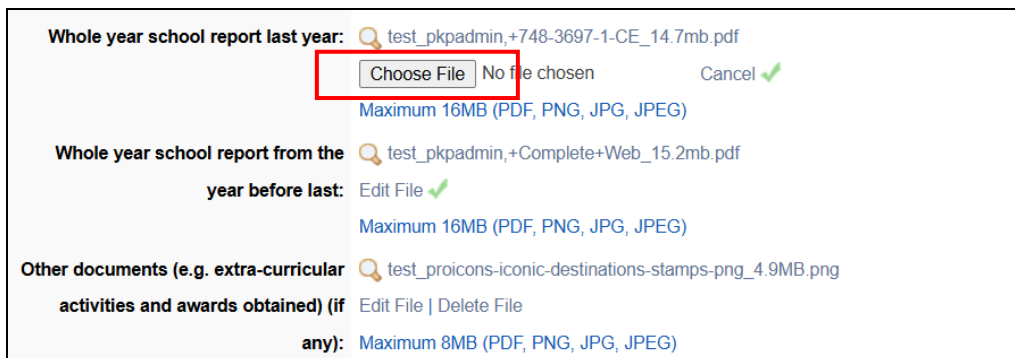 Whole year school report last year: test_pkpadmin,+748-3697-1-CE_14.7mb.pdf
Choose File No file chosen Cancel
Maximum 16MB (PDF, PNG, JPG, JPEG)
Whole year school report from the test_pkpadmin,+Complete+Web_15.2mb.pdf
year before last: Edit File
Maximum 16MB (PDF, PNG, JPG, JPEG)
Other documents (e.g. extra-curricular test_proicons-iconic-destinations-stamps-png_4.9MB.png
activities and awards obtained) (if Edit File | Delete File
any): Maximum 8MB (PDF, PNG, JPG, JPEG)